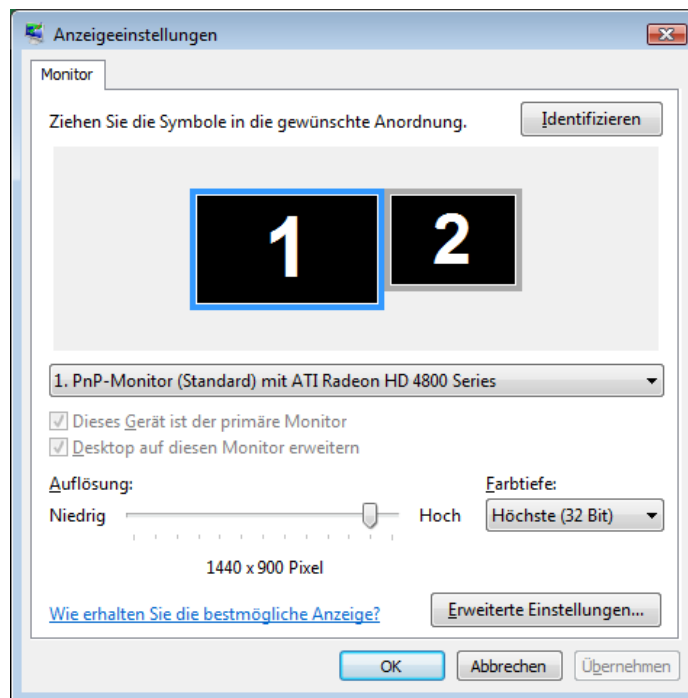 Anzeigeeinstellungen
Monitor
Ziehen Sie die Symbole in die gewünschte Anordnung.
Identifizieren
1
2
1. PnP-Monitor (Standard) mit ATI Radeon HD 4800 Series
Dieses Gerät ist der primäre Monitor
Desktop auf diesen Monitor erweitern
Auflösung:
Farbtiefe:
Niedrig
Hoch
Höchste (32 Bit)
1440 x 900 Pixel
Wie erhalten Sie die bestmögliche Anzeige?
Erweiterte Einstellungen...
OK
Abbrechen
Übernehmen